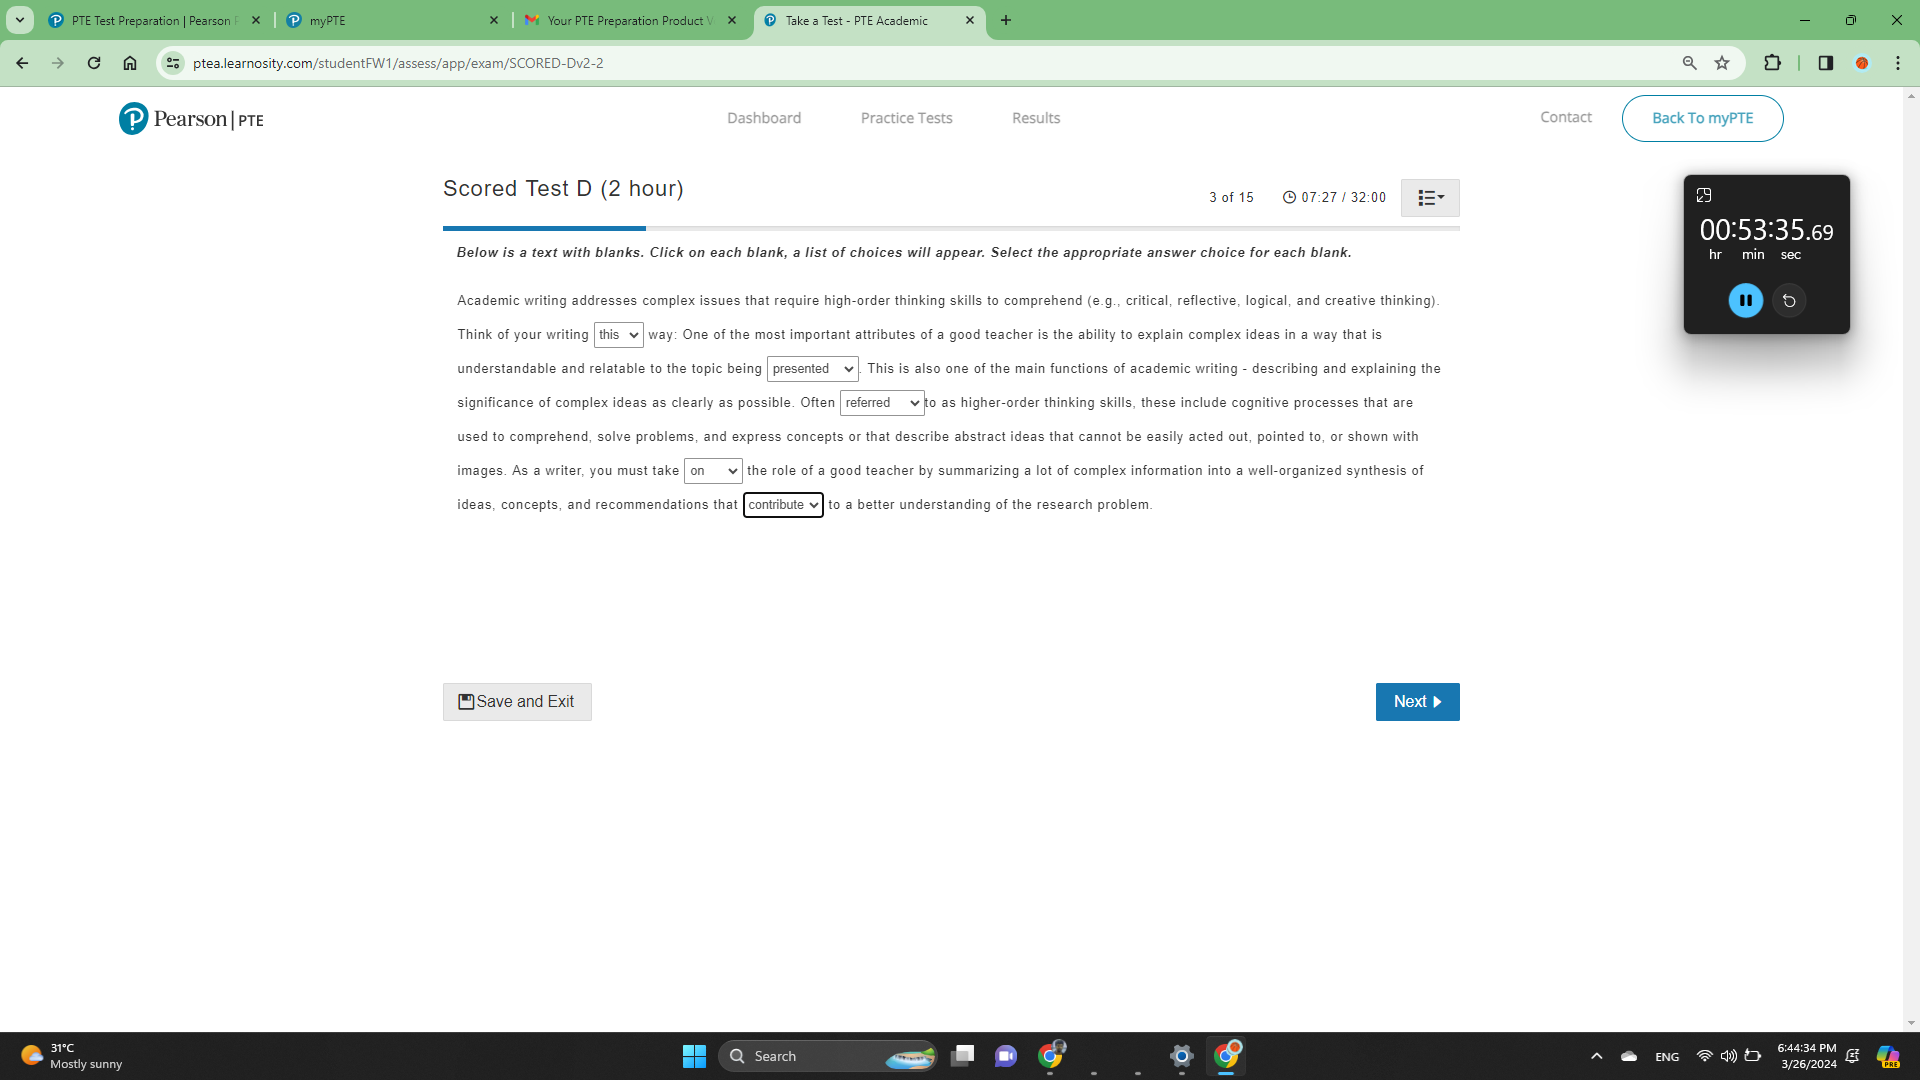 PTE Test Preparation | Pearson P
myPTE
Your PTE Preparation Product V
Take a Test - PTE Academic
ptea.learnosity.com/studentFW1/assess/app/exam/SCORED-Dv2-2
Pearson | PTE
Dashboard
Practice Tests
Results
Contact
Back To myPTE
Scored Test D (2 hour)
3 of 15
07:27 / 32:00
00:53:35.69
hr min sec
Below is a text with blanks. Click on each blank, a list of choices will appear. Select the appropriate answer choice for each blank.
Academic writing addresses complex issues that require high-order thinking skills to comprehend (e.g., critical, reflective, logical, and creative thinking).
Think of your writing this way: One of the most important attributes of a good teacher is the ability to explain complex ideas in a way that is
understandable and relatable to the topic being presented. This is also one of the main functions of academic writing - describing and explaining the
significance of complex ideas as clearly as possible. Often referred to as higher-order thinking skills, these include cognitive processes that are
used to comprehend, solve problems, and express concepts or that describe abstract ideas that cannot be easily acted out, pointed to, or shown with
images. As a writer, you must take on the role of a good teacher by summarizing a lot of complex information into a well-organized synthesis of
ideas, concepts, and recommendations that contribute to a better understanding of the research problem.
Save and Exit
Next
31°C
Mostly sunny
Search
ENG
6:44:34 PM
3/26/2024
PRE